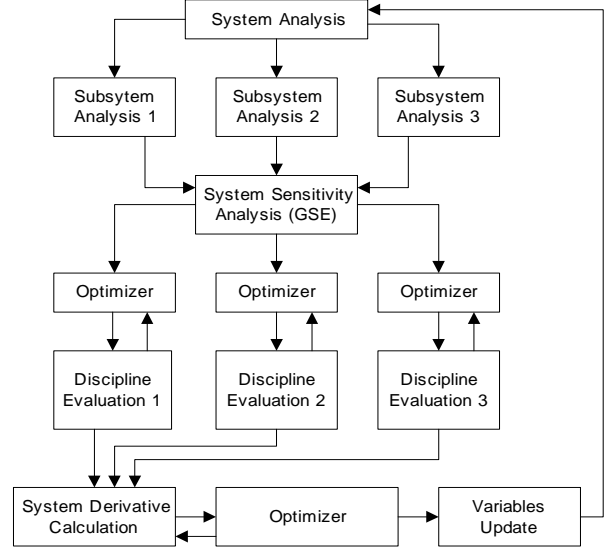 System Analysis
Subsytem
Analysis 1
Subsystem
Analysis 2
Subsystem
Analysis 3
System Sensitivity
Analysis (GSE)
Optimizer
Optimizer
Optimizer
Discipline
Evaluation 1
Discipline
Evaluation 2
Discipline
Evaluation 3
System Derivative
Calculation
Optimizer
Variables
Update